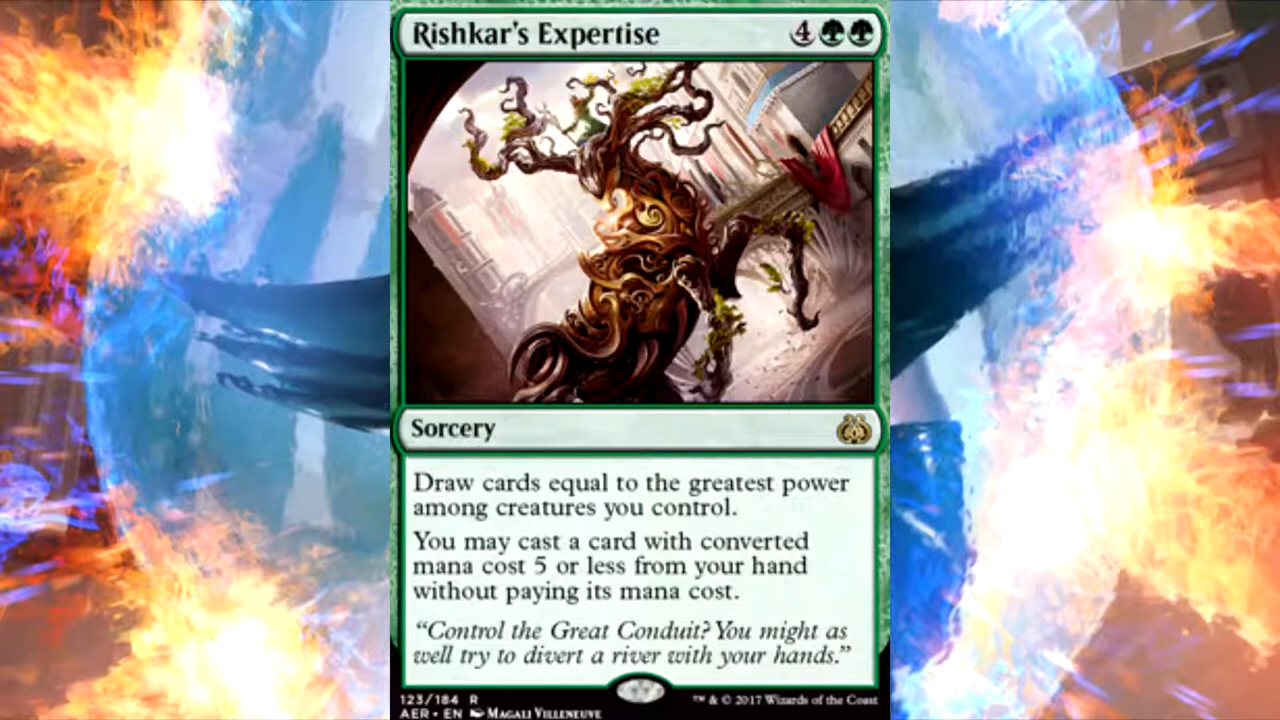 Rishkar's Expertise 4
Sorcery
Draw cards equal to the greatest power
among creatures you control.
You may cast a card with converted
mana cost 5 or less from your hand
without paying its mana cost.
“Control the Great Conduit? You might as
well try to divert a river with your hands.”
123/184 R
™ & © 2017 Wizards of the Coast
AER • EN Magali Villeneuve